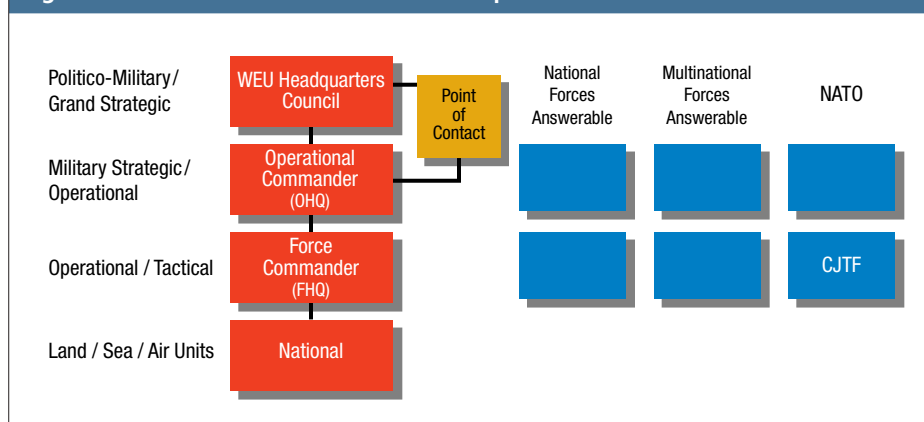 Politico-Military/
Grand Strategic
WEU Headquarters
Council
Point
of
Contact
National
Forces
Answerable
Multinational
Forces
Answerable
NATO
Military Strategic/
Operational
Operational
Commander
(OHQ)
Operational / Tactical
Force
Commander
(FHQ)
CJTF
Land / Sea / Air Units
National